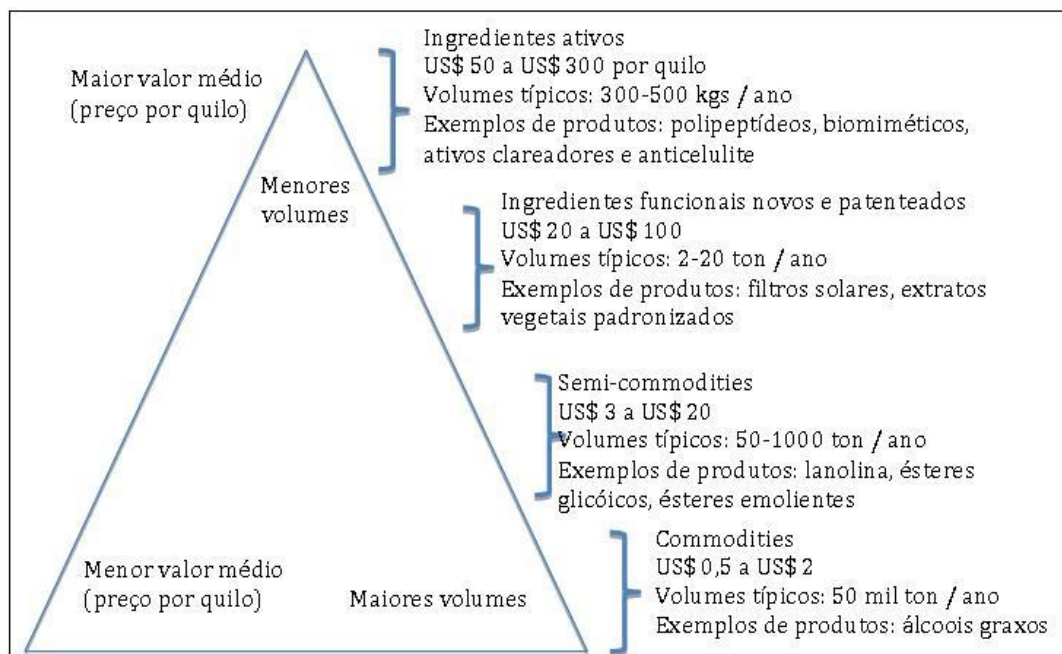 Maior valor médio
(preço por quilo)
Ingredientes ativos
US$ 50 a US$ 300 por quilo
Volumes típicos: 300-500 kgs / ano
Exemplos de produtos: polipeptídeos, biomiméticos,
ativos clareadores e anticelulite
Menores
volumes
Ingredientes funcionais novos e patenteados
US$ 20 a US$ 100
Volumes típicos: 2-20 ton / ano
Exemplos de produtos: filtros solares, extratos
vegetais padronizados
Semi-commodities
US$ 3 a US$ 20
Volumes típicos: 50-1000 ton / ano
Exemplos de produtos: lanolina, ésteres
glicóicos, ésteres emolientes
Menor valor médio
(preço por quilo)
Maiores volumes
Commodities
US$ 0,5 a US$ 2
Volumes típicos: 50 mil ton / ano
Exemplos de produtos: álcoois graxos